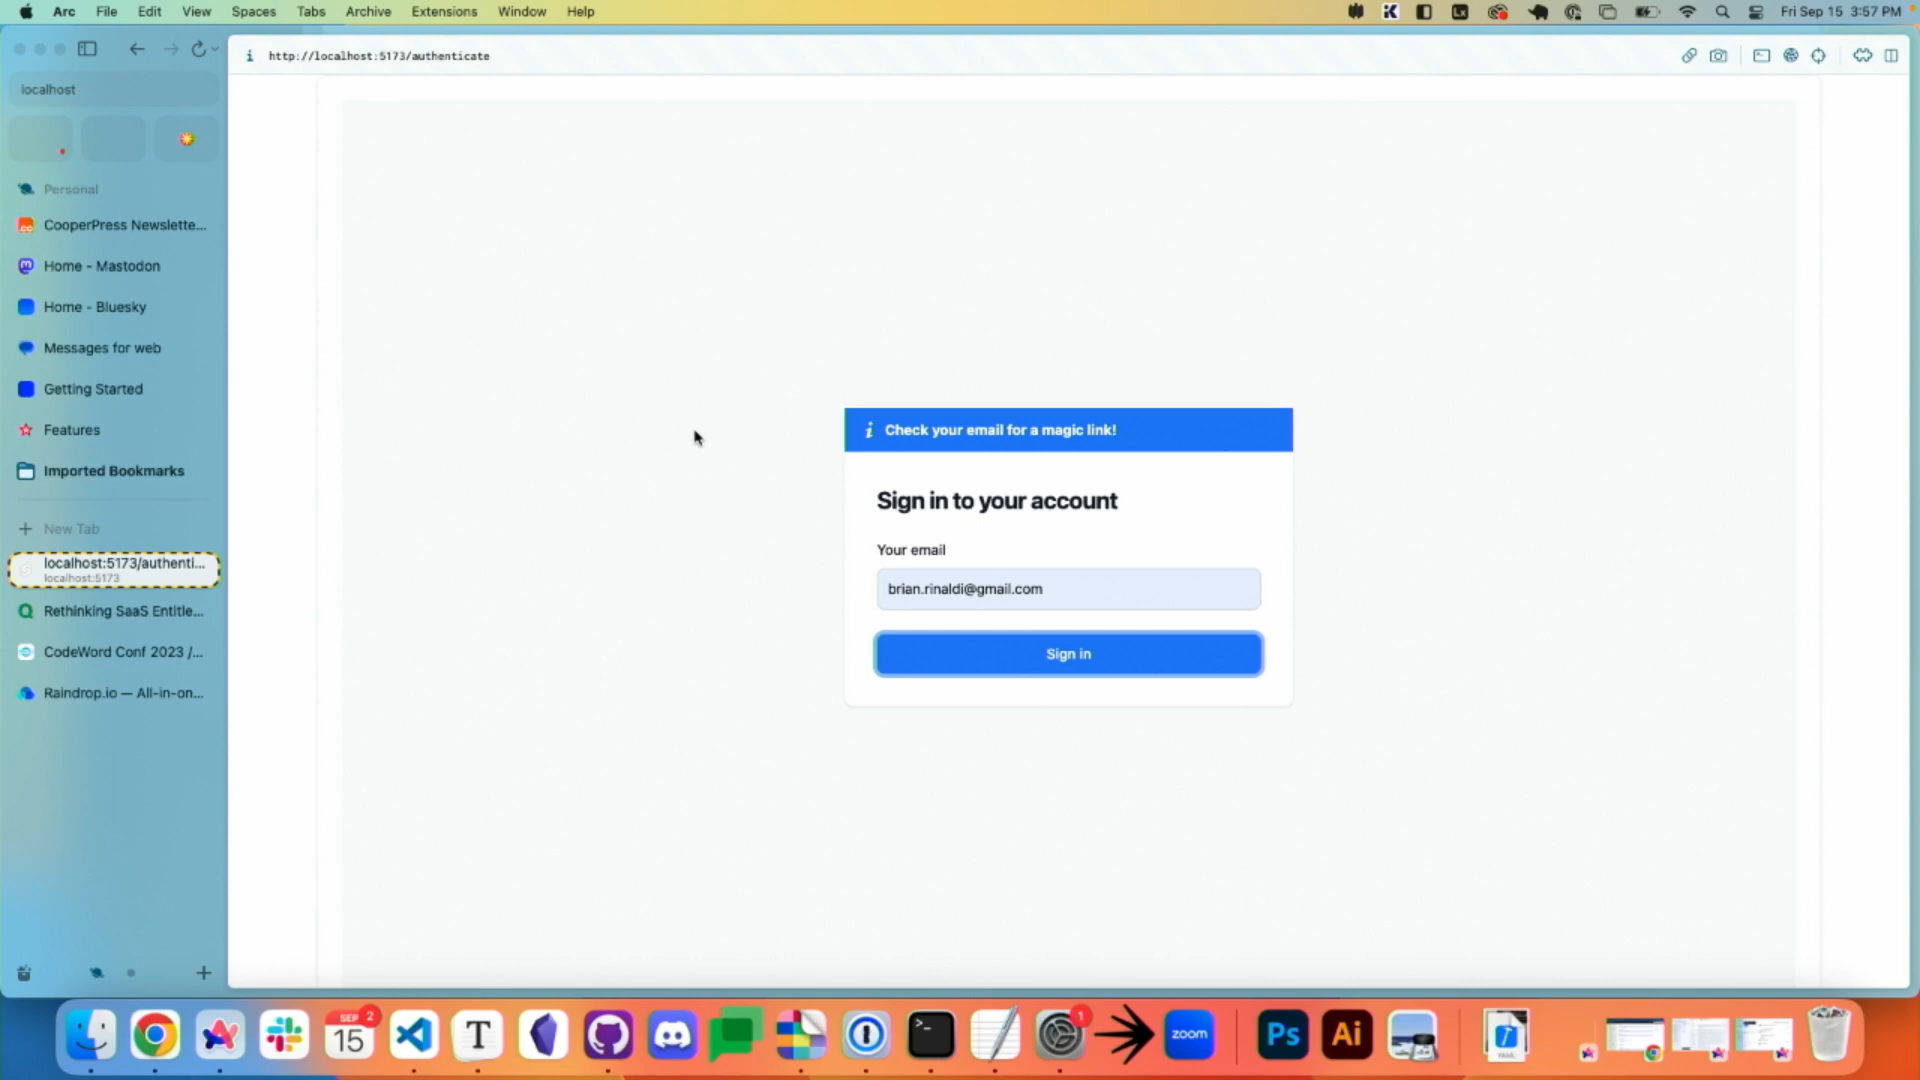 Arc File Edit View Spaces Tabs Archive Extensions Window Help
Lx
Fri Sep 15 3:57 PM
http://localhost:5173/authenticate
localhost
Personal
CooperPress Newslette...
Home - Mastodon
Home - Bluesky
Messages for web
Getting Started
Features
Imported Bookmarks
New Tab
localhost:5173/authenti...
localhost:5173
Rethinking SaaS Entitle...
CodeWord Conf 2023 /...
Raindrop.io — All-in-on...
Check your email for a magic link!
Sign in to your account
Your email
brian.rinaldi@gmail.com
Sign in
SEP
2
15
T
1
zoom
Ps
Ai
YAML